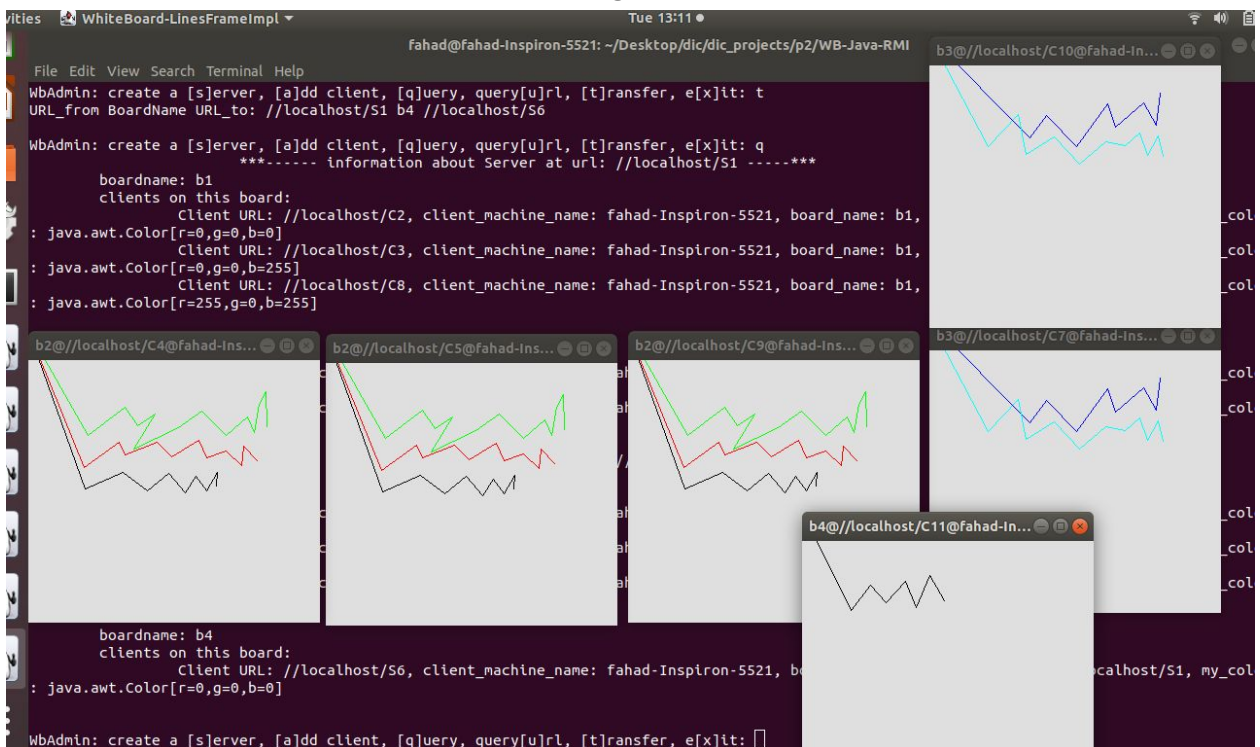 vities WhiteBoard-LinesFrameImpl Tue 13:11
fahad@fahad-Inspiron-5521: ~/Desktop/dic/dic_projects/p2/WB-Java-RMI
File Edit View Search Terminal Help
WbAdmin: create a [s]erver, [a]dd client, [q]uery, query[u]rl, [t]ransfer, e[x]it: t
URL_from BoardName URL_to: //localhost/S1 b4 //localhost/S6
WbAdmin: create a [s]erver, [a]dd client, [q]uery, query[u]rl, [t]ransfer, e[x]it: q
***------ information about Server at url: //localhost/S1 -----***
boardname: b1
clients on this board:
Client URL: //localhost/C2, client_machine_name: fahad-Inspiron-5521, board_name: b1, _col
: java.awt.Color[r=0,g=0,b=0]
Client URL: //localhost/C3, client_machine_name: fahad-Inspiron-5521, board_name: b1, _col
: java.awt.Color[r=0,g=0,b=255]
Client URL: //localhost/C8, client_machine_name: fahad-Inspiron-5521, board_name: b1, _col
: java.awt.Color[r=255,g=0,b=255]
b3@//localhost/C10@fahad-In...
b2@//localhost/C4@fahad-Ins...
b2@//localhost/C5@fahad-Ins...
b2@//localhost/C9@fahad-Ins...
b3@//localhost/C7@fahad-Ins...
_col
_col
_col
_col
_col
b4@//localhost/C11@fahad-In...
boardname: b4
clients on this board:
Client URL: //localhost/S6, client_machine_name: fahad-Inspiron-5521, bo calhost/S1, my_col
: java.awt.Color[r=0,g=0,b=0]
WbAdmin: create a [s]erver, [a]dd client, [q]uery, query[u]rl, [t]ransfer, e[x]it: